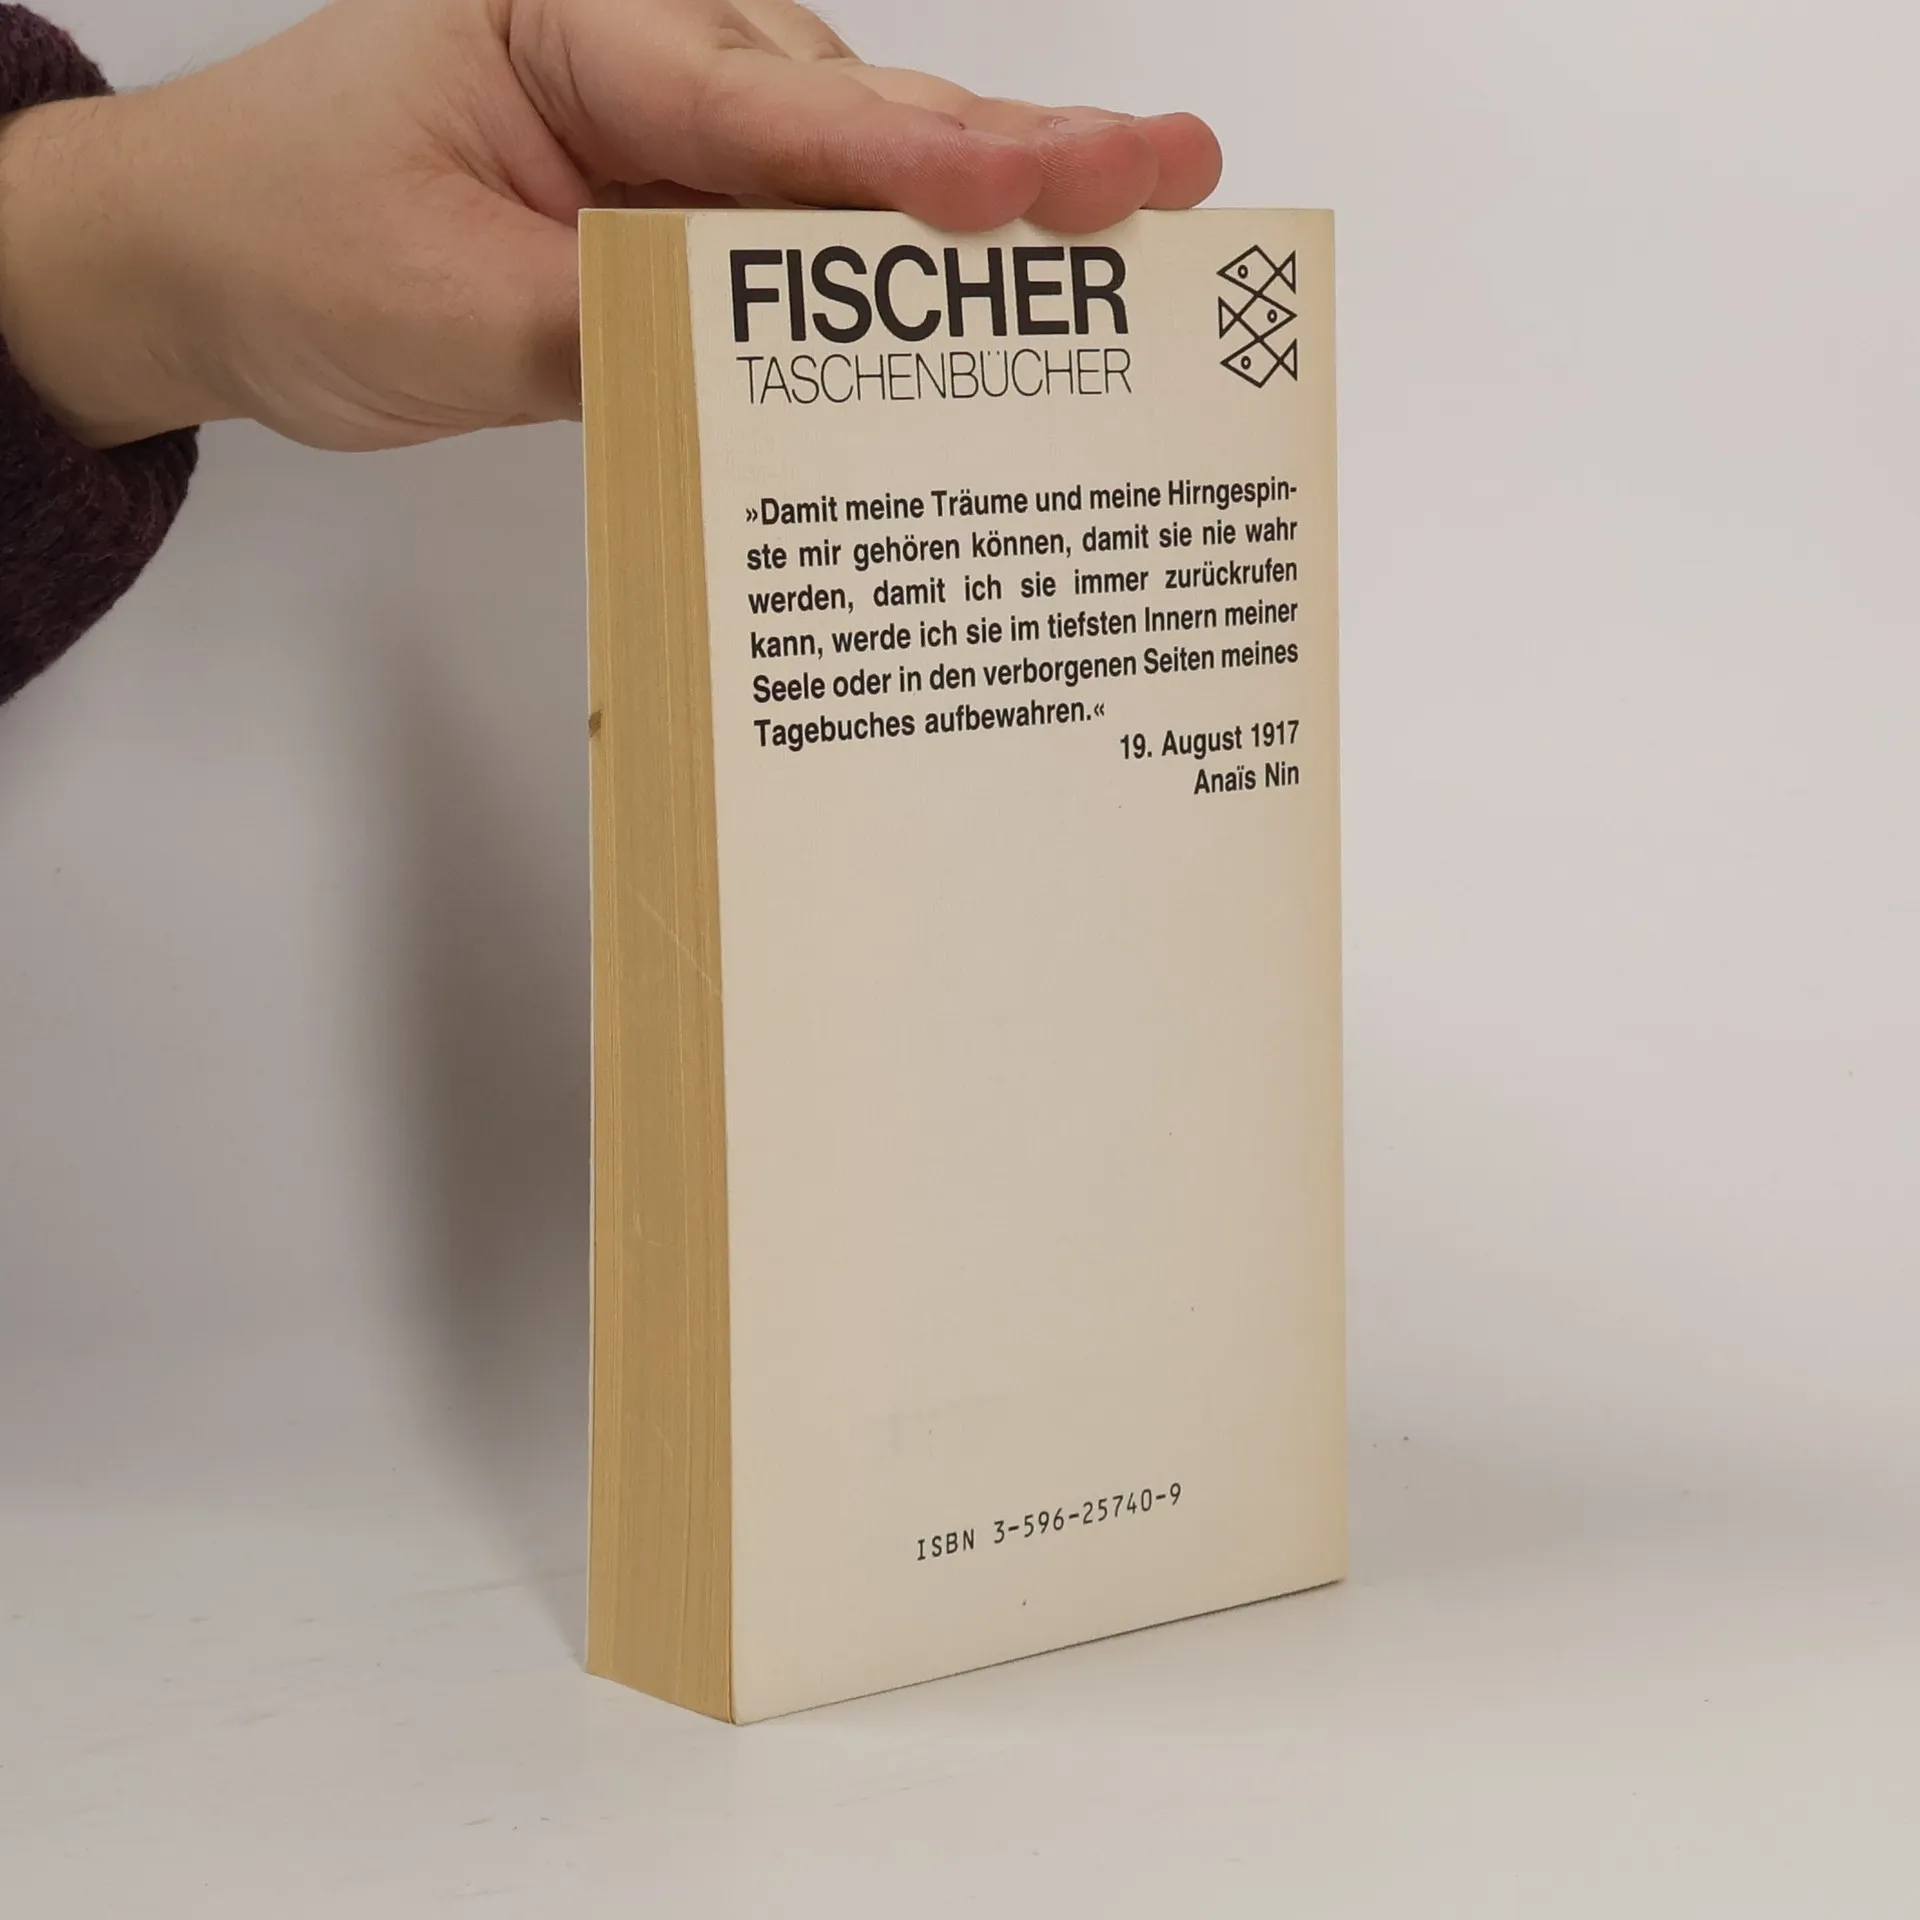 FISCHER
TASCHENBÜCHER
»Damit meine Träume und meine Hirngespin-
ste mir gehören können, damit sie nie wahr
werden, damit ich sie immer zurückrufen
kann, werde ich sie im tiefsten Innern meiner
Seele oder in den verborgenen Seiten meines
Tagebuches aufbewahren.«
19. August 1917
Anaïs Nin
ISBN 3-596-25740-9